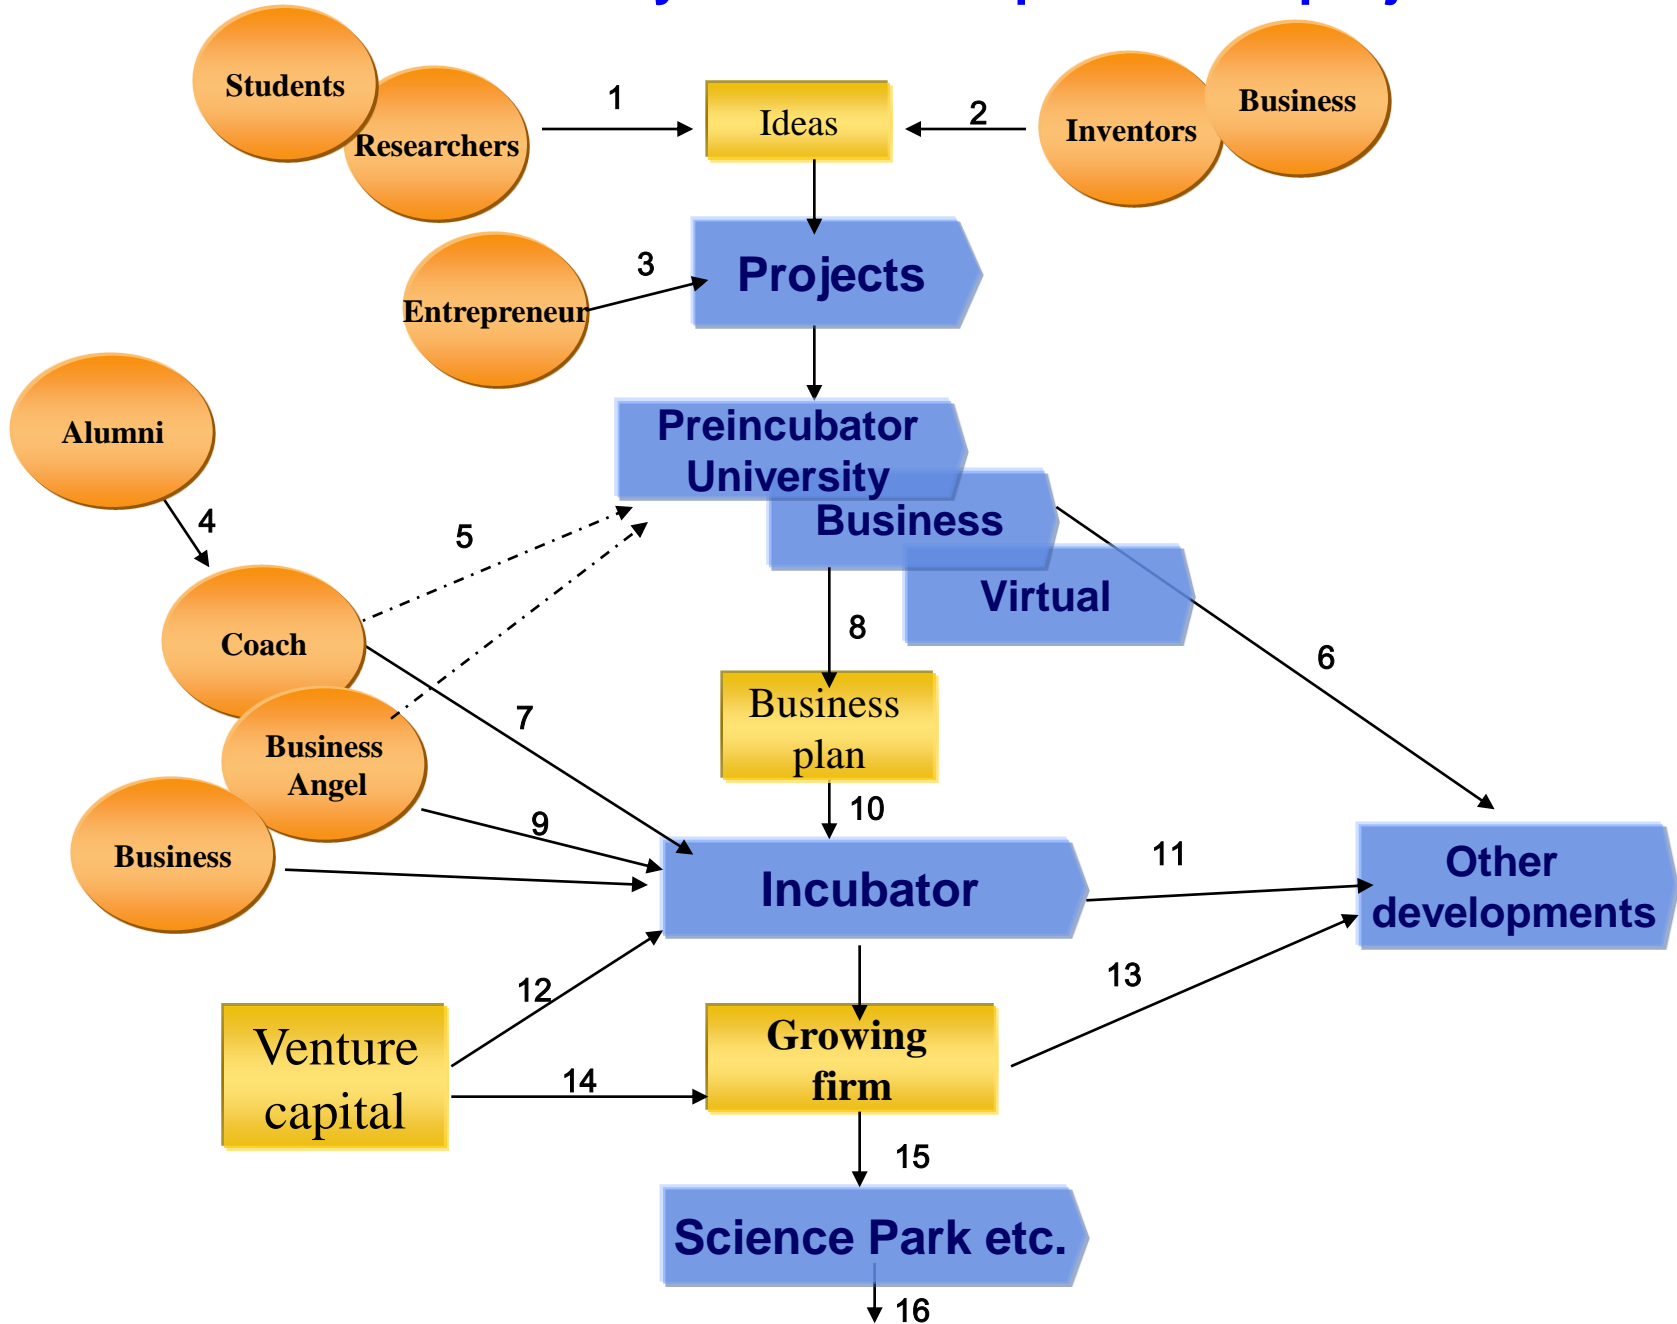 Students
Researchers
1
Ideas
2
Inventors
Business
Entrepreneur
3
Projects
Alumni
4
Preincubator
University
Business
Virtual
5
6
Coach
7
8
Business
plan
Business
Angel
9
10
Business
Incubator
11
Other
developments
12
13
Venture
capital
14
Growing
firm
15
Science Park etc.
16